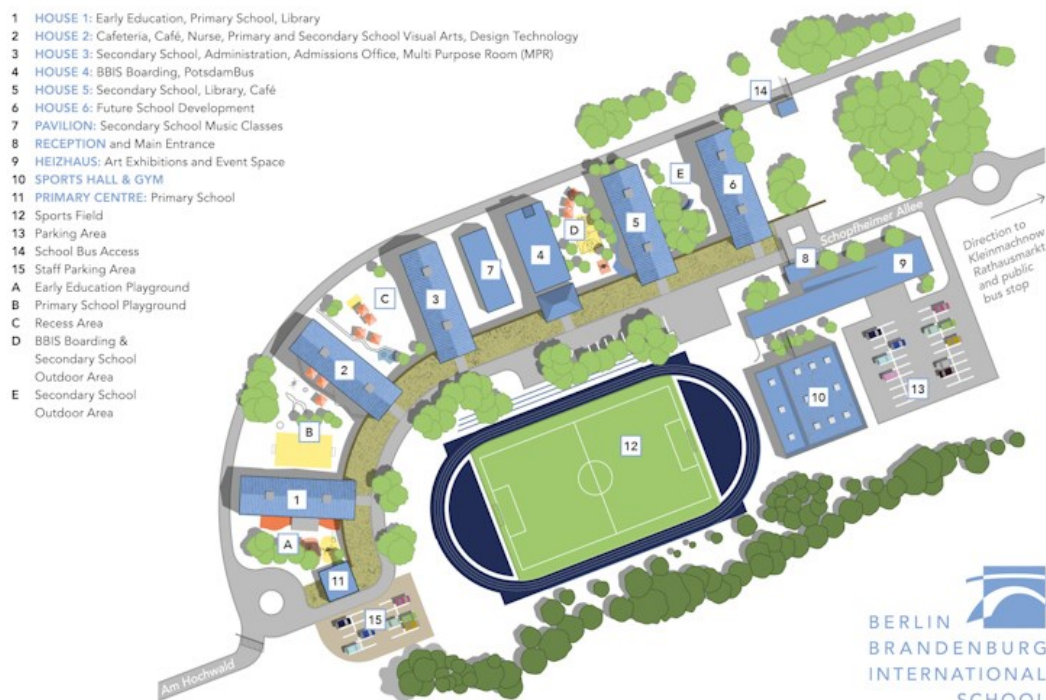 1 HOUSE 1: Early Education, Primary School, Library
2 HOUSE 2: Cafeteria, Café, Nurse, Primary and Secondary School Visual Arts, Design Technology
3 HOUSE 3: Secondary School, Administration, Admissions Office, Multi Purpose Room (MPR)
4 HOUSE 4: BBIS Boarding, PotsdamBus
5 HOUSE 5: Secondary School, Library, Café
6 HOUSE 6: Future School Development
7 PAVILION: Secondary School Music Classes
8 RECEPTION and Main Entrance
9 HEIZHAUS: Art Exhibitions and Event Space
10 SPORTS HALL & GYM
11 PRIMARY CENTRE: Primary School
12 Sports Field
13 Parking Area
14 School Bus Access
15 Staff Parking Area
A Early Education Playground
B Primary School Playground
C Recess Area
D BBIS Boarding &
Secondary School
Outdoor Area
E Secondary School
Outdoor Area
14
E
6
5
D
4
7
C
3
2
B
1
A
11
15
12
8
9
10
13
Schopfheimer Allee
Direction to
Kleinmachnow
Rathausmarkt
and public
bus stop
Am Hochwald
BERLIN
BRANDENBURG
INTERNATIONAL
SCHOOL